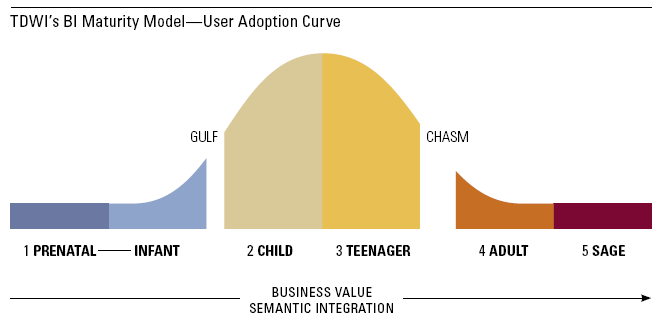 TDWI's BI Maturity Model—User Adoption Curve
GULF
CHASM
1 PRENATAL—INFANT
2 CHILD
3 TEENAGER
4 ADULT
5 SAGE
BUSINESS VALUE
SEMANTIC INTEGRATION